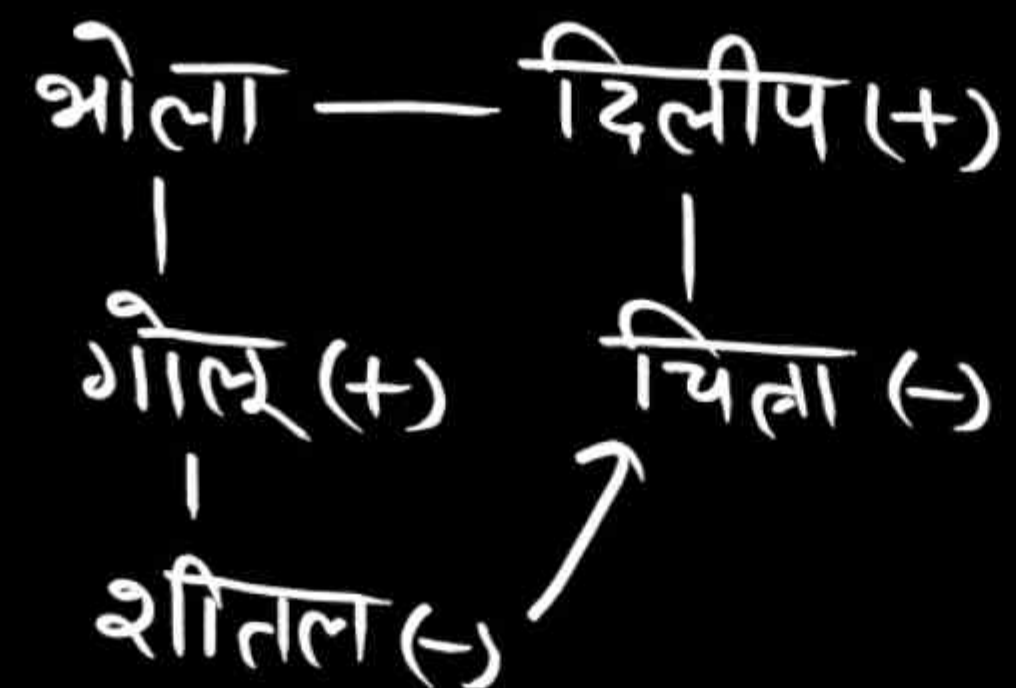 भोला — दिलीप (+)
गोलू (+) चित्रा (-)
शीतल (-)